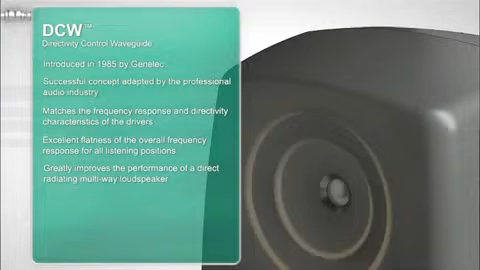 DCW™
Directivity Control Waveguide
Introduced in 1985 by Genelec
Successful concept adapted by the professional
audio industry
Matches the frequency response and directivity
characteristics of the drivers
Excellent flatness of the overall frequency
response for all listening positions
Greatly improves the performance of a direct
radiating multi-way loudspeaker